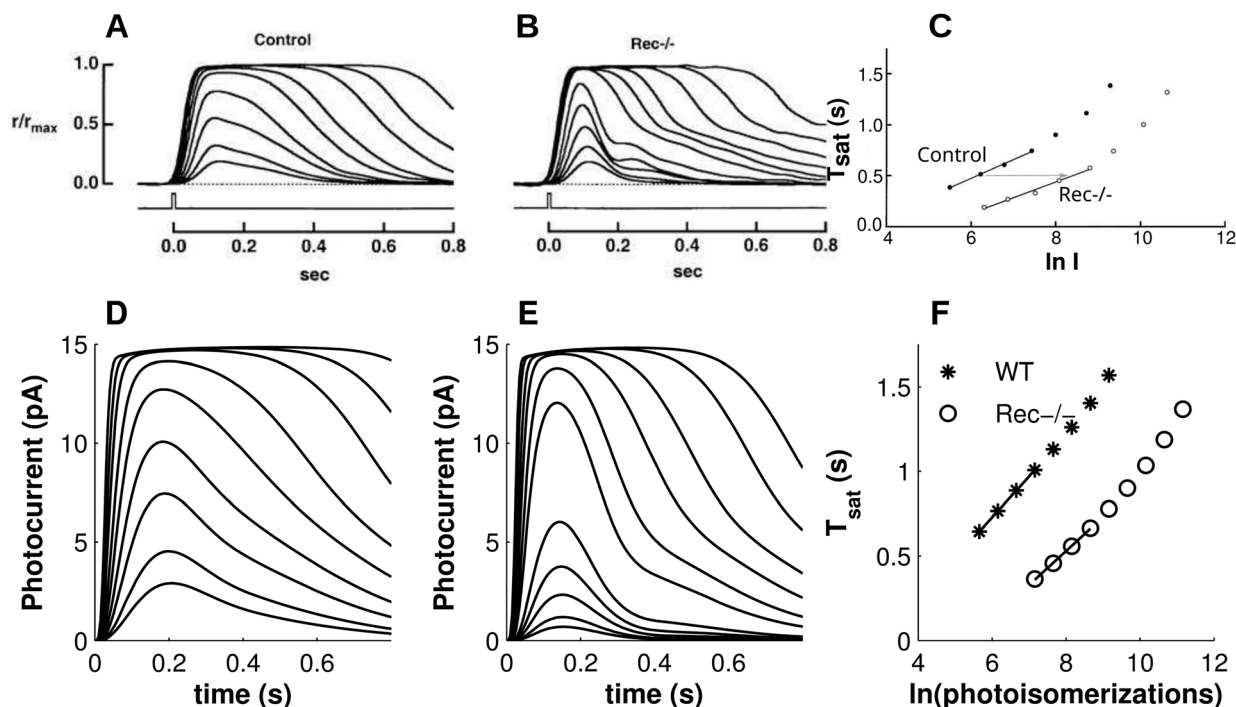 A
B
C
Control
Rec-/-
r/rmax
1.0
0.5
0.0
0.0 0.2 0.4 0.6 0.8
sec
0.0 0.2 0.4 0.6 0.8
sec
Tsat (s)
1.5
1.0
0.5
0.0
Control
Rec-/-
4 6 8 10 12
ln I
D
E
F
Photocurrent (pA)
15
10
5
0
0 0.2 0.4 0.6
time (s)
Photocurrent (pA)
15
10
5
0
0 0.2 0.4 0.6
time (s)
Tsat (s)
1.5
1
0.5
0
WT
Rec−/−
4 6 8 10 12
ln(photoisomerizations)